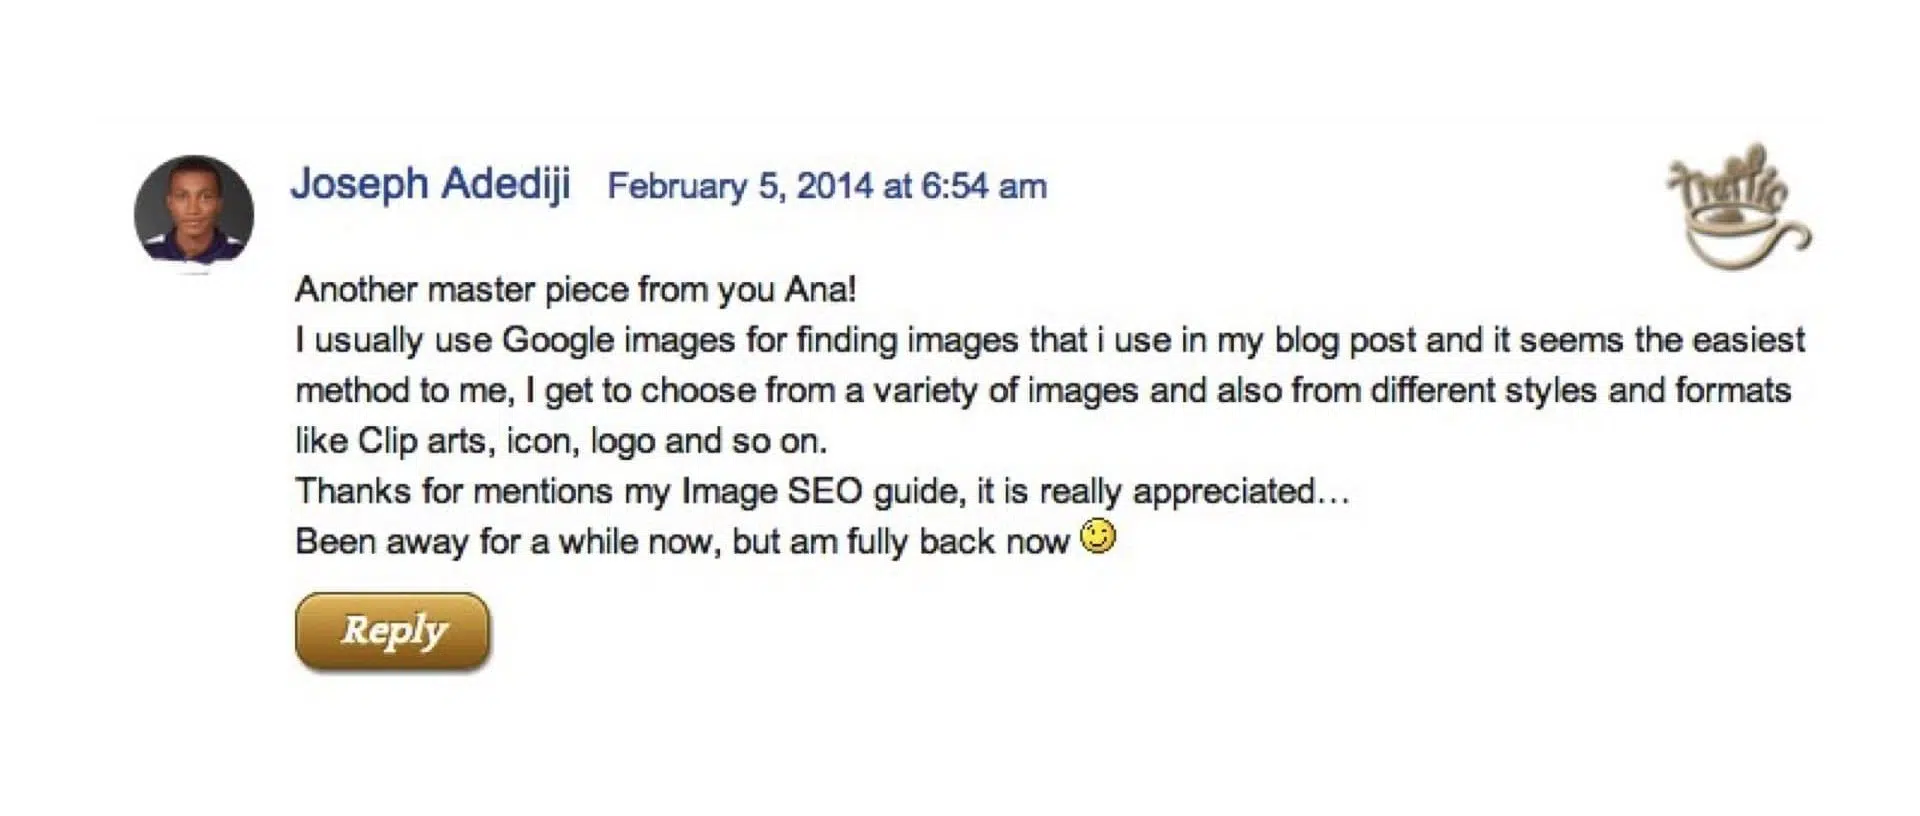 Joseph Adediji February 5, 2014 at 6:54 am
Traffic
Another master piece from you Ana!
I usually use Google images for finding images that i use in my blog post and it seems the easiest
method to me, I get to choose from a variety of images and also from different styles and formats
like Clip arts, icon, logo and so on.
Thanks for mentions my Image SEO guide, it is really appreciated...
Been away for a while now, but am fully back now 😉
Reply